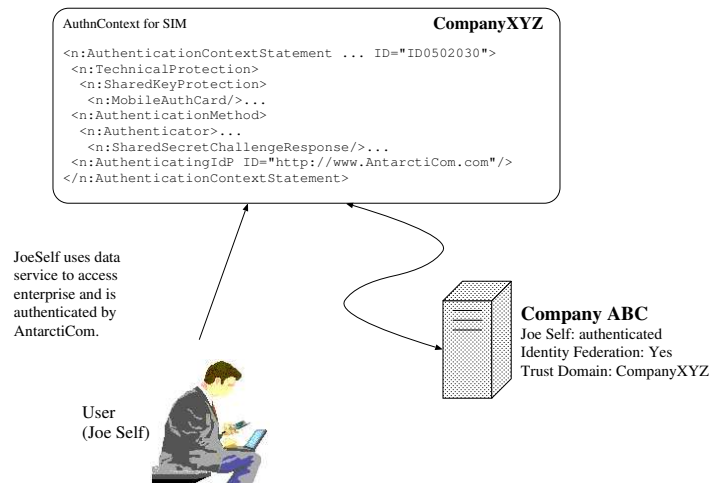 AuthnContext for SIM
CompanyXYZ
<n:AuthenticationContextStatement ... ID="ID0502030">
<n:TechnicalProtection>
<n:SharedKeyProtection>
<n:MobileAuthCard/>...
<n:AuthenticationMethod>
<n:Authenticator>...
<n:SharedSecretChallengeResponse/>...
<n:AuthenticatingIdP ID="http://www.AntarctiCom.com"/>
</n:AuthenticationContextStatement>
JoeSelf uses data
service to access
enterprise and is
authenticated by
AntarctiCom.
Company ABC
Joe Self: authenticated
Identity Federation: Yes
Trust Domain: CompanyXYZ
User
(Joe Self)